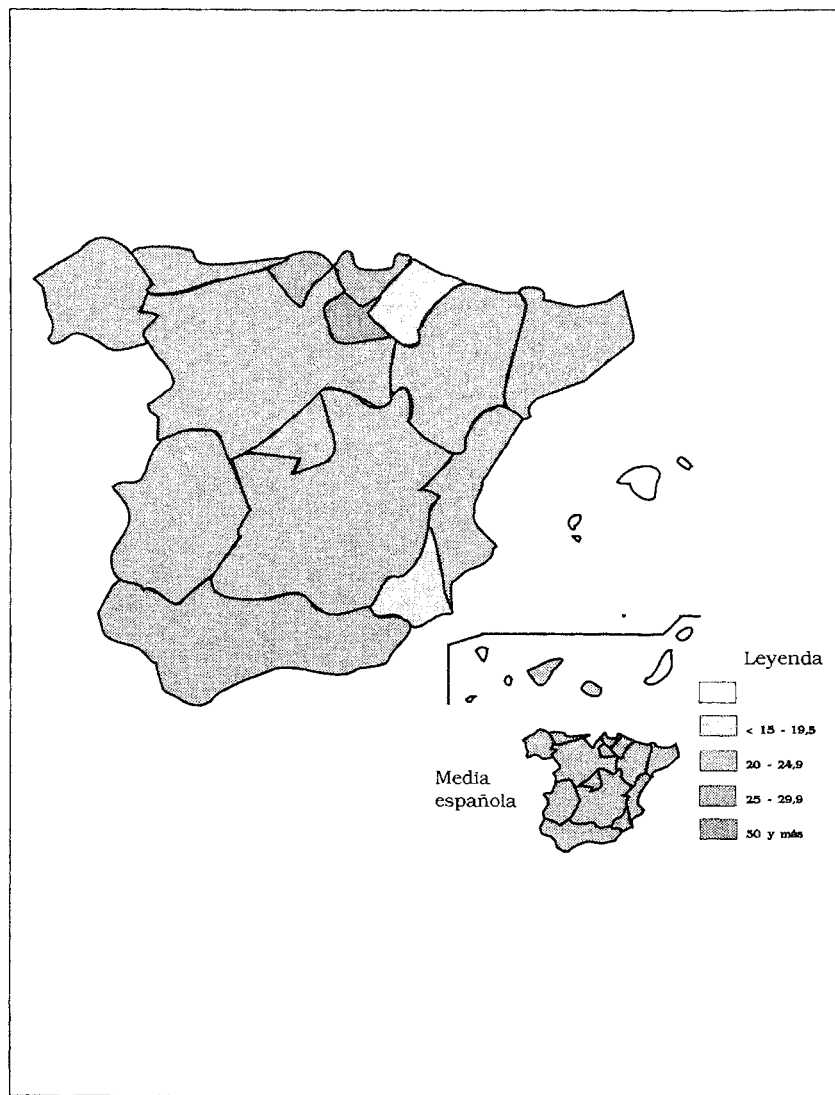 Leyenda
< 15 - 19,5
20 - 24,9
25 - 29,9
30 y más
Media
española